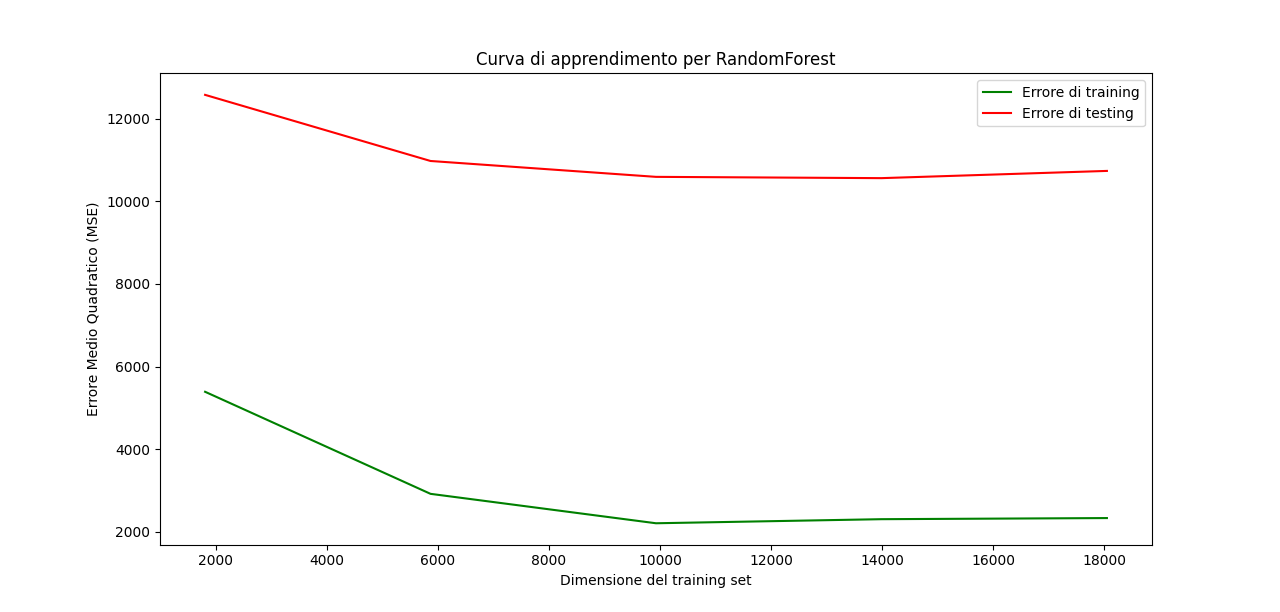 Curva di apprendimento per RandomForest
Errore di training
Errore di testing
12000
10000
8000
6000
4000
2000
Errore Medio Quadratico (MSE)
2000 4000 6000 8000 10000 12000 14000 16000 18000
Dimensione del training set